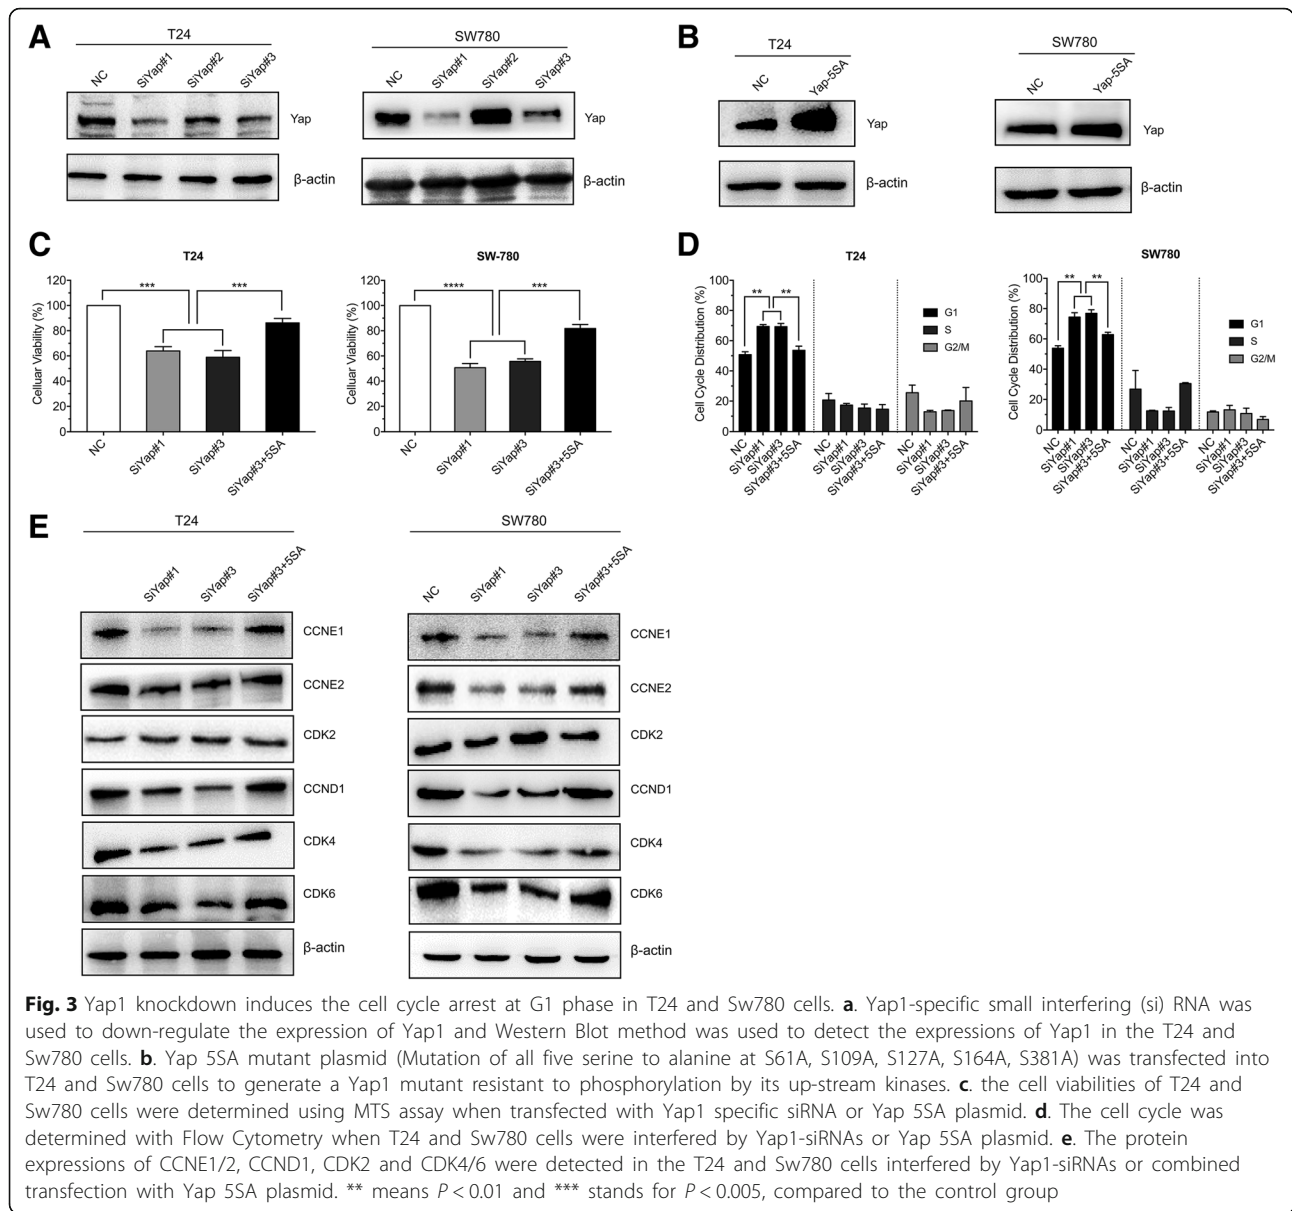 A
T24
NC SiYap#1 SiYap#2 SiYap#3
Yap
β-actin
SW780
NC SiYap#1 SiYap#2 SiYap#3
Yap
β-actin
B
T24
NC Yap-5SA
Yap
β-actin
SW780
NC Yap-5SA
Yap
β-actin
C
T24
Celluar Viability (%)
120
100
80
60
40
20
0
*** ***
NC SiYap#1 SiYap#3 SiYap#3+5SA
SW-780
Celluar Viability (%)
120
100
80
60
40
20
0
**** ***
NC SiYap#1 SiYap#3 SiYap#3+5SA
D
T24
Cell Cycle Distribution (%)
100
80
60
40
20
0
** **
G1
S
G2/M
NC SiYap#1 SiYap#3 SiYap#3+5SA NC SiYap#1 SiYap#3 SiYap#3+5SA NC SiYap#1 SiYap#3 SiYap#3+5SA
SW780
Cell Cycle Distribution (%)
100
80
60
40
20
0
** **
G1
S
G2/M
NC SiYap#1 SiYap#3 SiYap#3+5SA NC SiYap#1 SiYap#3 SiYap#3+5SA NC SiYap#1 SiYap#3 SiYap#3+5SA
E
T24
SiYap#1 SiYap#3 SiYap#3+5SA
CCNE1
CCNE2
CDK2
CCND1
CDK4
CDK6
β-actin
SW780
NC SiYap#1 SiYap#3 SiYap#3+5SA
CCNE1
CCNE2
CDK2
CCND1
CDK4
CDK6
β-actin
Fig. 3 Yap1 knockdown induces the cell cycle arrest at G1 phase in T24 and Sw780 cells. a. Yap1-specific small interfering (si) RNA was
used to down-regulate the expression of Yap1 and Western Blot method was used to detect the expressions of Yap1 in the T24 and
Sw780 cells. b. Yap 5SA mutant plasmid (Mutation of all five serine to alanine at S61A, S109A, S127A, S164A, S381A) was transfected into
T24 and Sw780 cells to generate a Yap1 mutant resistant to phosphorylation by its up-stream kinases. c. the cell viabilities of T24 and
Sw780 cells were determined using MTS assay when transfected with Yap1 specific siRNA or Yap 5SA plasmid. d. The cell cycle was
determined with Flow Cytometry when T24 and Sw780 cells were interfered by Yap1-siRNAs or Yap 5SA plasmid. e. The protein
expressions of CCNE1/2, CCND1, CDK2 and CDK4/6 were detected in the T24 and Sw780 cells interfered by Yap1-siRNAs or combined
transfection with Yap 5SA plasmid. ** means P < 0.01 and *** stands for P < 0.005, compared to the control group